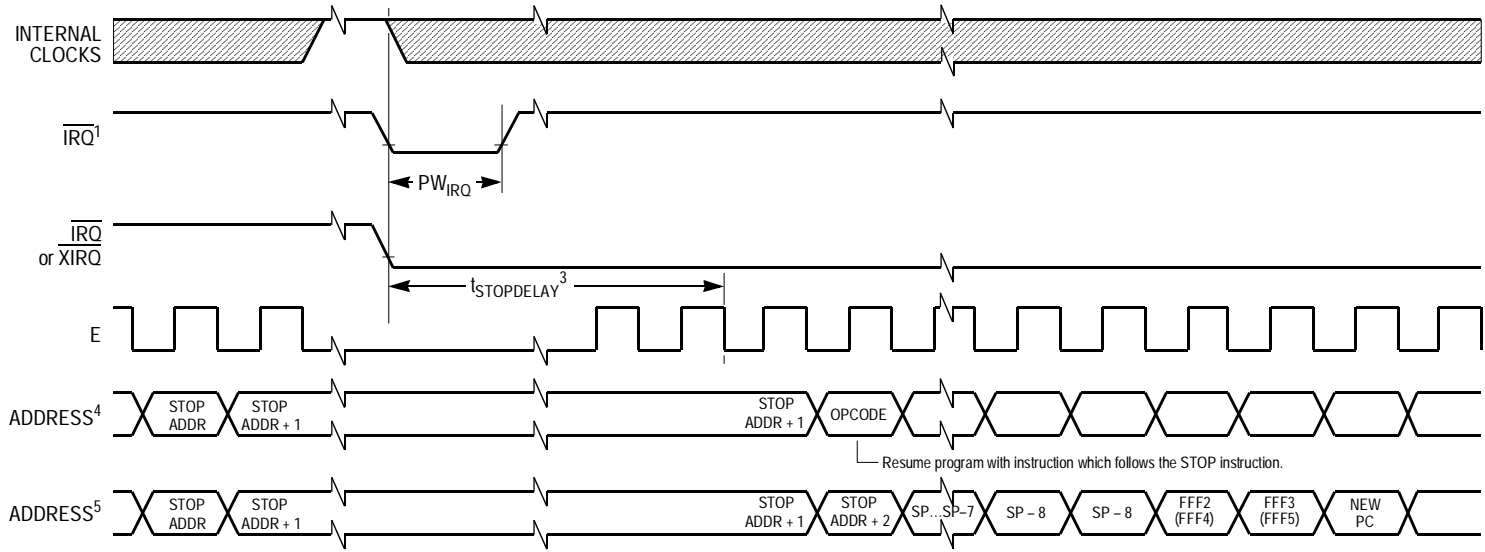 INTERNAL
CLOCKS
IRQ1
PWIRQ
IRQ
or XIRQ
tSTOPDELAY3
E
ADDRESS4
STOP
ADDR
STOP
ADDR + 1
STOP
ADDR + 1
OPCODE
Resume program with instruction which follows the STOP instruction.
ADDRESS5
STOP
ADDR
STOP
ADDR + 1
STOP
ADDR + 1
STOP
ADDR + 2
SP…SP–7
SP – 8
SP – 8
FFF2
(FFF4)
FFF3
(FFF5)
NEW
PC